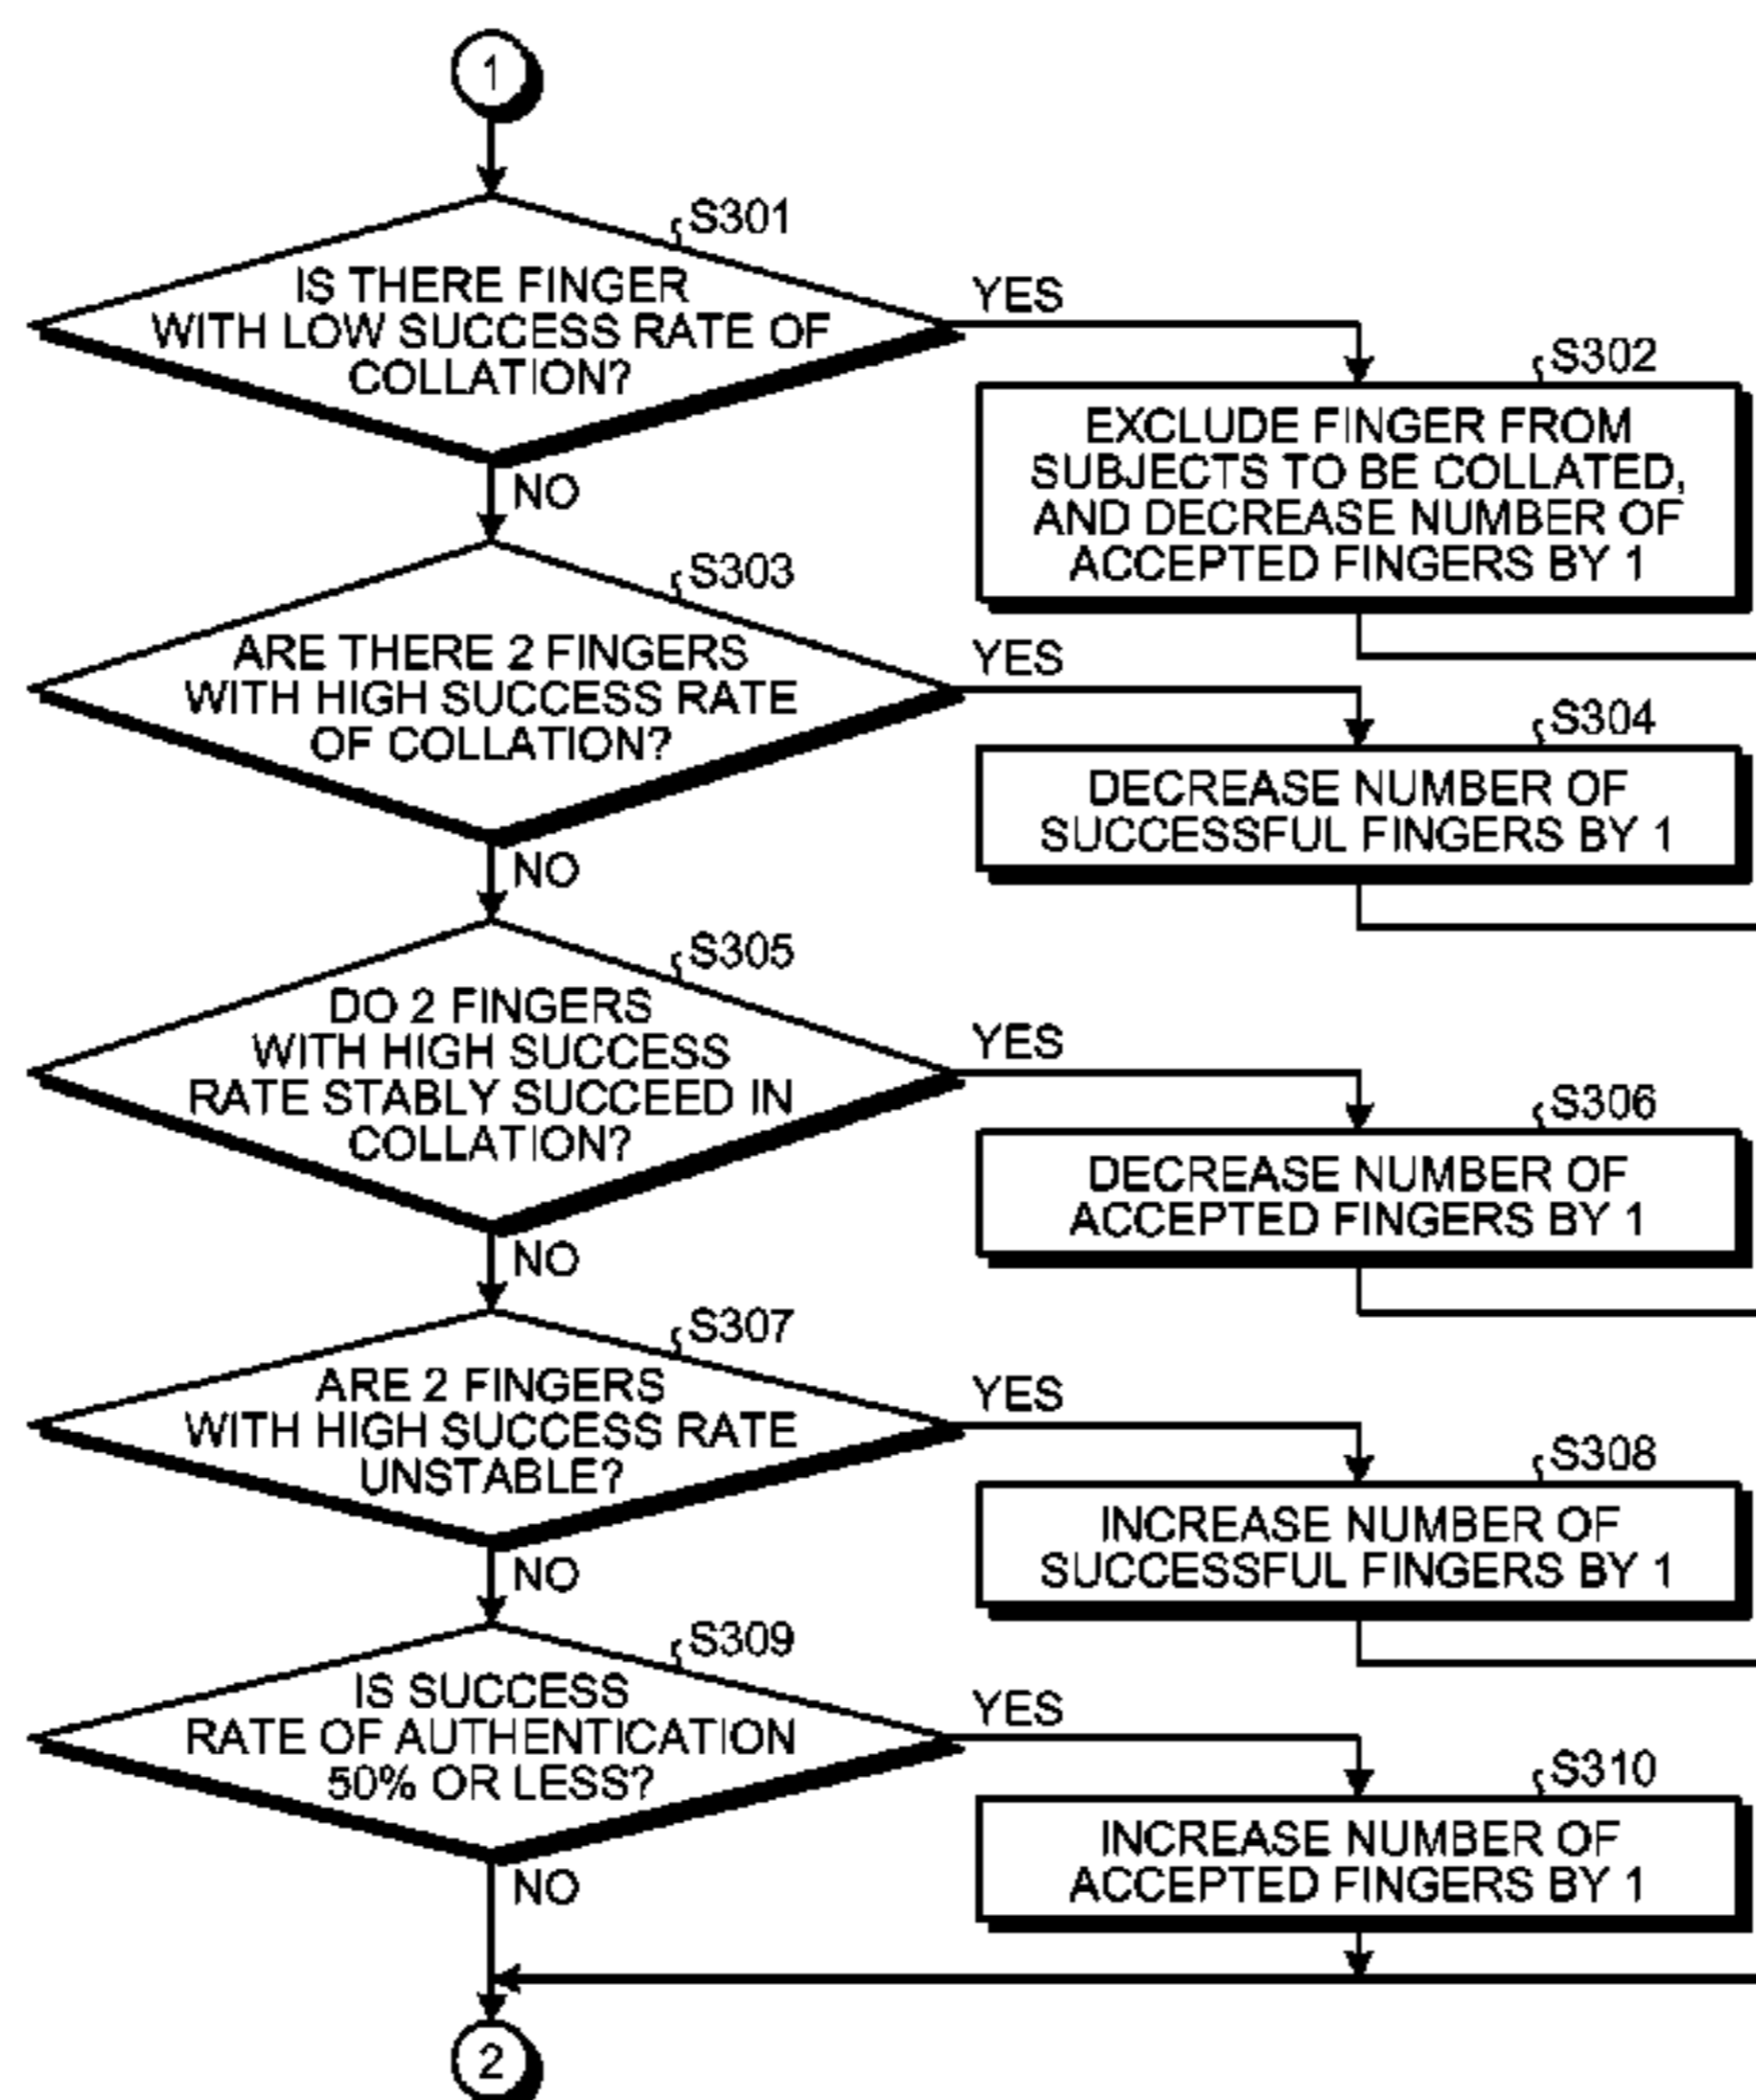 1
S301
IS THERE FINGER
WITH LOW SUCCESS RATE OF
COLLATION?
YES
NO
S302
EXCLUDE FINGER FROM
SUBJECTS TO BE COLLATED,
AND DECREASE NUMBER OF
ACCEPTED FINGERS BY 1
S303
ARE THERE 2 FINGERS
WITH HIGH SUCCESS RATE
OF COLLATION?
YES
NO
S304
DECREASE NUMBER OF
SUCCESSFUL FINGERS BY 1
S305
DO 2 FINGERS
WITH HIGH SUCCESS
RATE STABLY SUCCEED IN
COLLATION?
YES
NO
S306
DECREASE NUMBER OF
ACCEPTED FINGERS BY 1
S307
ARE 2 FINGERS
WITH HIGH SUCCESS RATE
UNSTABLE?
YES
NO
S308
INCREASE NUMBER OF
SUCCESSFUL FINGERS BY 1
S309
IS SUCCESS
RATE OF AUTHENTICATION
50% OR LESS?
YES
NO
S310
INCREASE NUMBER OF
ACCEPTED FINGERS BY 1
2